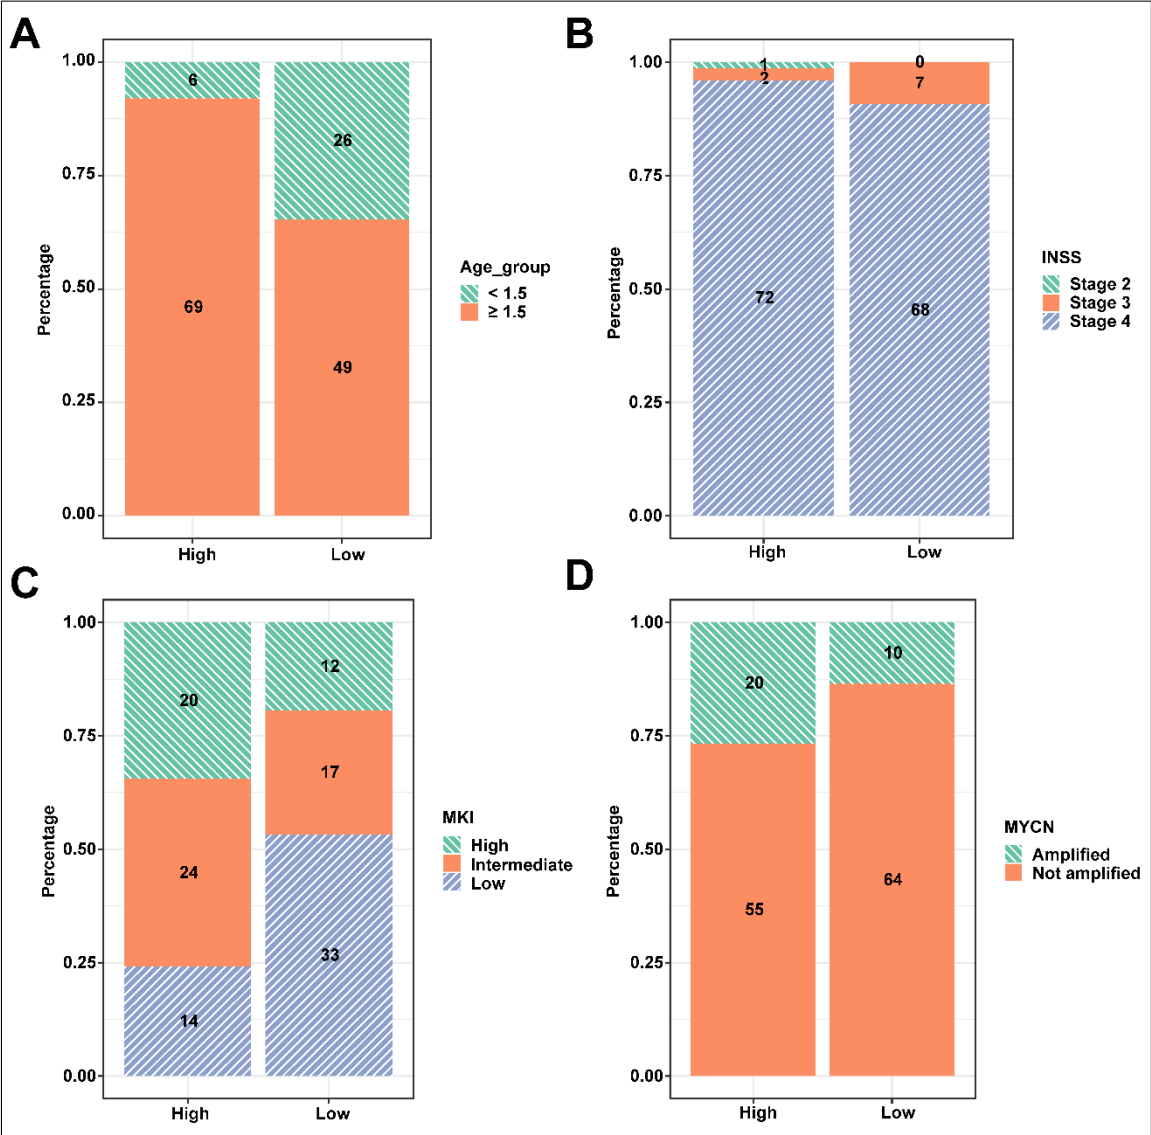 A
Percentage
1.00
0.75
0.50
0.25
0.00
6
69
26
49
High
Low
Age_group
< 1.5
≥ 1.5
B
Percentage
1.00
0.75
0.50
0.25
0.00
1
2
72
0
7
68
High
Low
INSS
Stage 2
Stage 3
Stage 4
C
Percentage
1.00
0.75
0.50
0.25
0.00
20
24
14
12
17
33
High
Low
MKI
High
Intermediate
Low
D
Percentage
1.00
0.75
0.50
0.25
0.00
20
55
10
64
High
Low
MYCN
Amplified
Not amplified